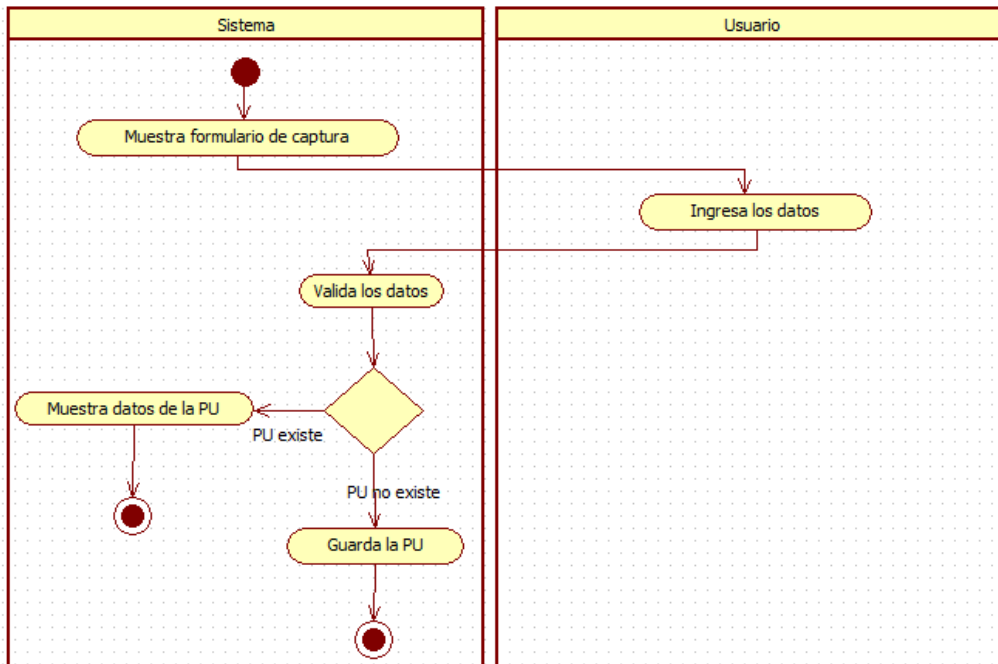 Sistema
Usuario
Muestra formulario de captura
Ingresa los datos
Valida los datos
Muestra datos de la PU
PU existe
PU no existe
Guarda la PU